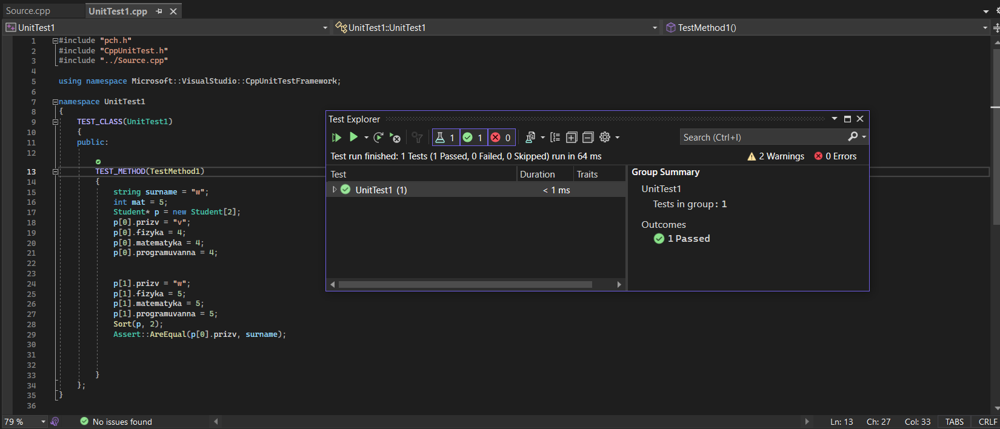 Source.cpp
UnitTest1.cpp
UnitTest1
UnitTest1::UnitTest1
TestMethod1()
1 #include "pch.h"
2 #include "CppUnitTest.h"
3 #include "../Source.cpp"
4
5 using namespace Microsoft::VisualStudio::CppUnitTestFramework;
6
7 namespace UnitTest1
8 {
9 TEST_CLASS(UnitTest1)
10 {
11 public:
12
13 TEST_METHOD(TestMethod1)
14 {
15 string surname = "w";
16 int mat = 5;
17 Student* p = new Student[2];
18 p[0].prizv = "v";
19 p[0].fizyka = 4;
20 p[0].matematyka = 4;
21 p[0].programuvanna = 4;
22
23
24 p[1].prizv = "w";
25 p[1].fizyka = 5;
26 p[1].matematyka = 5;
27 p[1].programuvanna = 5;
28 Sort(p, 2);
29 Assert::AreEqual(p[0].prizv, surname);
30
31
32
33 }
34 };
35 }
36
Test Explorer
1 1 0
Search (Ctrl+I)
Test run finished: 1 Tests (1 Passed, 0 Failed, 0 Skipped) run in 64 ms
2 Warnings 0 Errors
Test Duration Traits
UnitTest1 (1) < 1 ms
Group Summary
UnitTest1
Tests in group: 1
Outcomes
1 Passed
79 % No issues found Ln: 13 Ch: 27 Col: 33 TABS CRLF